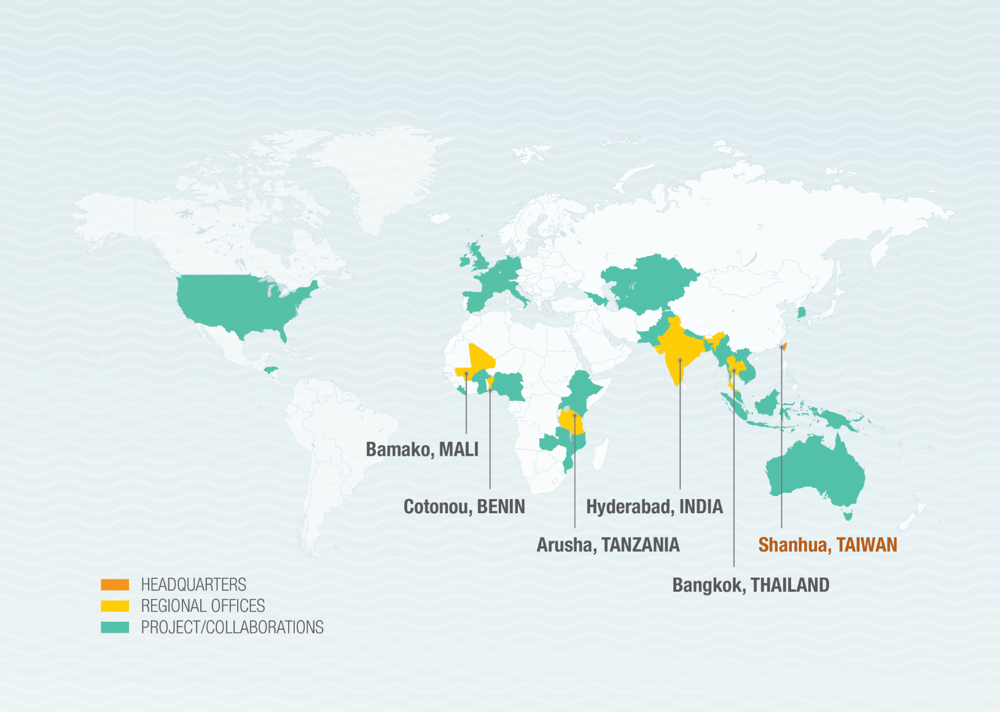 Bamako, MALI
Cotonou, BENIN
Hyderabad, INDIA
Arusha, TANZANIA
Shanhua, TAIWAN
Bangkok, THAILAND
HEADQUARTERS
REGIONAL OFFICES
PROJECT/COLLABORATIONS